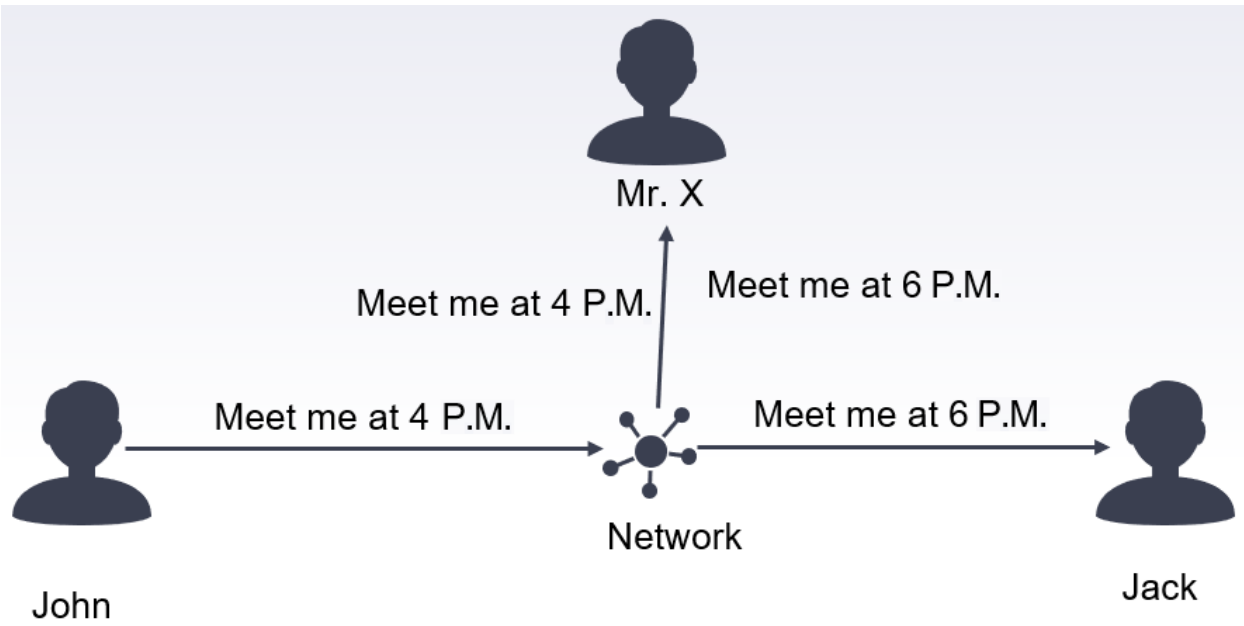 Mr. X
Meet me at 4 P.M.
Meet me at 6 P.M.
Meet me at 4 P.M.
Meet me at 6 P.M.
Network
John
Jack